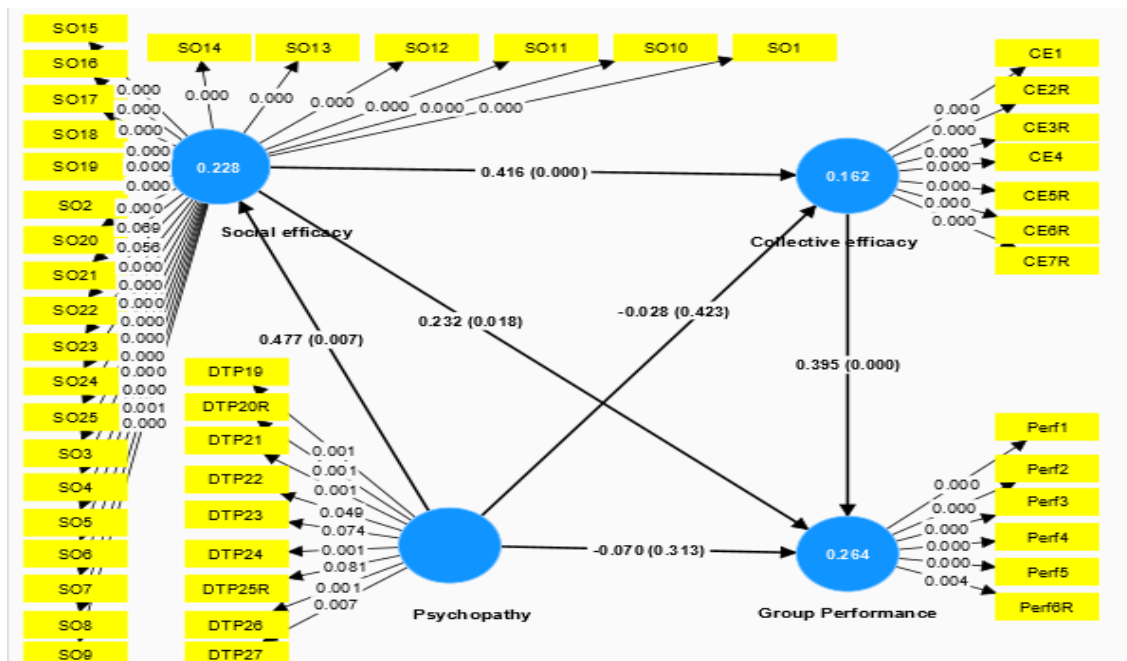 SO15
SO14
SO13
SO12
SO11
SO10
SO1
SO16
SO17
SO18
SO19
SO2
SO20
SO21
SO22
SO23
SO24
SO25
SO3
SO4
SO5
SO6
SO7
SO8
SO9
0.000
0.000
0.000
0.000
0.000
0.000
0.000
0.000
0.000
0.000
0.000
0.000
0.000
0.069
0.056
0.000
0.000
0.000
0.000
0.000
0.000
0.000
0.001
0.000
0.228
Social efficacy
0.416 (0.000)
0.162
Collective efficacy
CE1
CE2R
CE3R
CE4
CE5R
CE6R
CE7R
0.000
0.000
0.000
0.000
0.000
0.000
0.000
0.477 (0.007)
0.232 (0.018)
-0.028 (0.423)
0.395 (0.000)
DTP19
DTP20R
DTP21
DTP22
DTP23
DTP24
DTP25R
DTP26
DTP27
0.001
0.001
0.001
0.049
0.074
0.001
0.081
0.001
0.007
Psychopathy
-0.070 (0.313)
0.264
Group Performance
Perf1
Perf2
Perf3
Perf4
Perf5
Perf6R
0.000
0.000
0.000
0.000
0.000
0.004